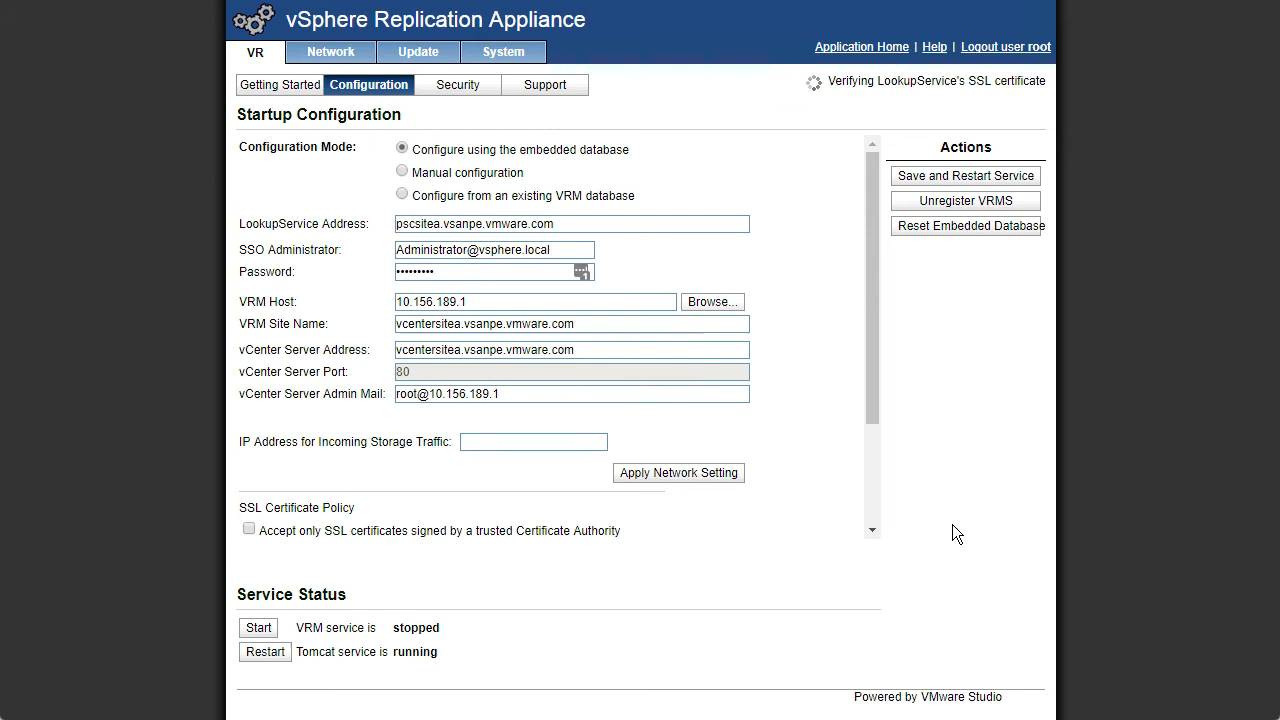 vSphere Replication Appliance
VR Network Update System
Application Home | Help | Logout user root
Getting Started Configuration Security Support
Verifying LookupService's SSL certificate
Startup Configuration
Configuration Mode:
Configure using the embedded database
Manual configuration
Configure from an existing VRM database
LookupService Address: pscsitea.vsanpe.vmware.com
SSO Administrator: Administrator@vsphere.local
Password: •••••••••
VRM Host: 10.156.189.1 Browse...
VRM Site Name: vcentersitea.vsanpe.vmware.com
vCenter Server Address: vcentersitea.vsanpe.vmware.com
vCenter Server Port: 80
vCenter Server Admin Mail: root@10.156.189.1
IP Address for Incoming Storage Traffic:
Apply Network Setting
SSL Certificate Policy
Accept only SSL certificates signed by a trusted Certificate Authority
Actions
Save and Restart Service
Unregister VRMS
Reset Embedded Database
Service Status
Start VRM service is stopped
Restart Tomcat service is running
Powered by VMware Studio